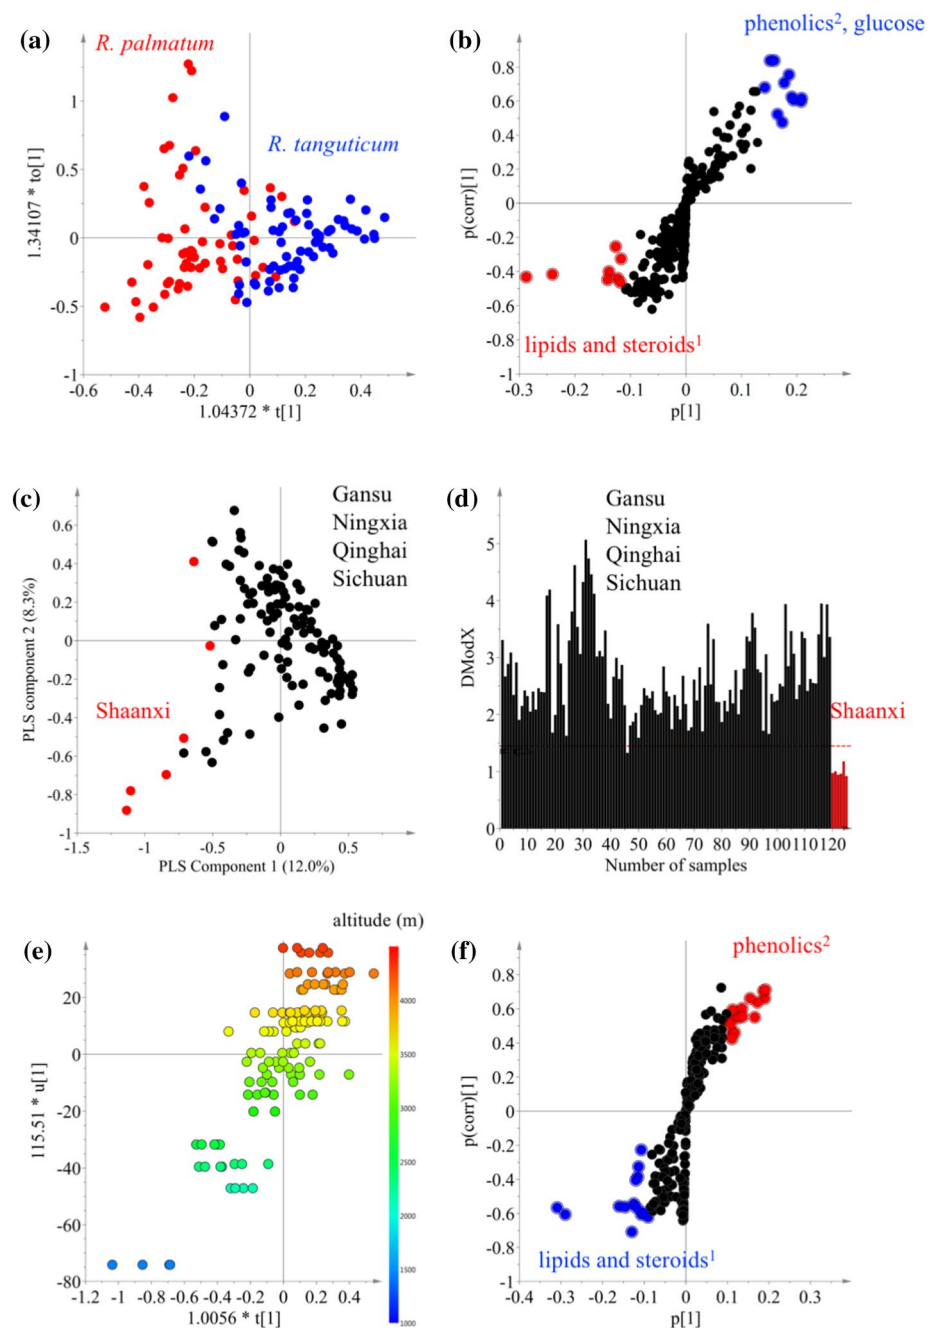 (a)
R. palmatum
R. tanguticum
1
0.5
0
-0.5
-1
-0.6 -0.4 -0.2 0 0.2 0.4
1.04372 * t[1]
1.34107 * to[1]
(b)
phenolics², glucose
lipids and steroids¹
0.8
0.6
0.4
0.2
0
-0.2
-0.4
-0.6
-0.8
-1
-0.3 -0.2 -0.1 0 0.1 0.2
p[1]
p(corr)[1]
(c)
Gansu
Ningxia
Qinghai
Sichuan
Shaanxi
0.6
0.4
0.2
0
-0.2
-0.4
-0.6
-0.8
-1
-1.5 -1 -0.5 0 0.5
PLS Component 1 (12.0%)
PLS component 2 (8.3%)
(d)
Gansu
Ningxia
Qinghai
Sichuan
Shaanxi
5
4
3
2
1
0
0 10 20 30 40 50 60 70 80 90 100 110 120
Number of samples
DModX
(e)
altitude (m)
4000
3500
3000
2500
2000
1500
1000
20
0
-20
-40
-60
-80
-1.2 -1 -0.8 -0.6 -0.4 -0.2 0 0.2 0.4
1.0056 * t[1]
115.51 * u[1]
(f)
phenolics²
lipids and steroids¹
0.8
0.6
0.4
0.2
0
-0.2
-0.4
-0.6
-0.8
-1
-0.4 -0.3 -0.2 -0.1 0 0.1 0.2 0.3
p[1]
p(corr)[1]